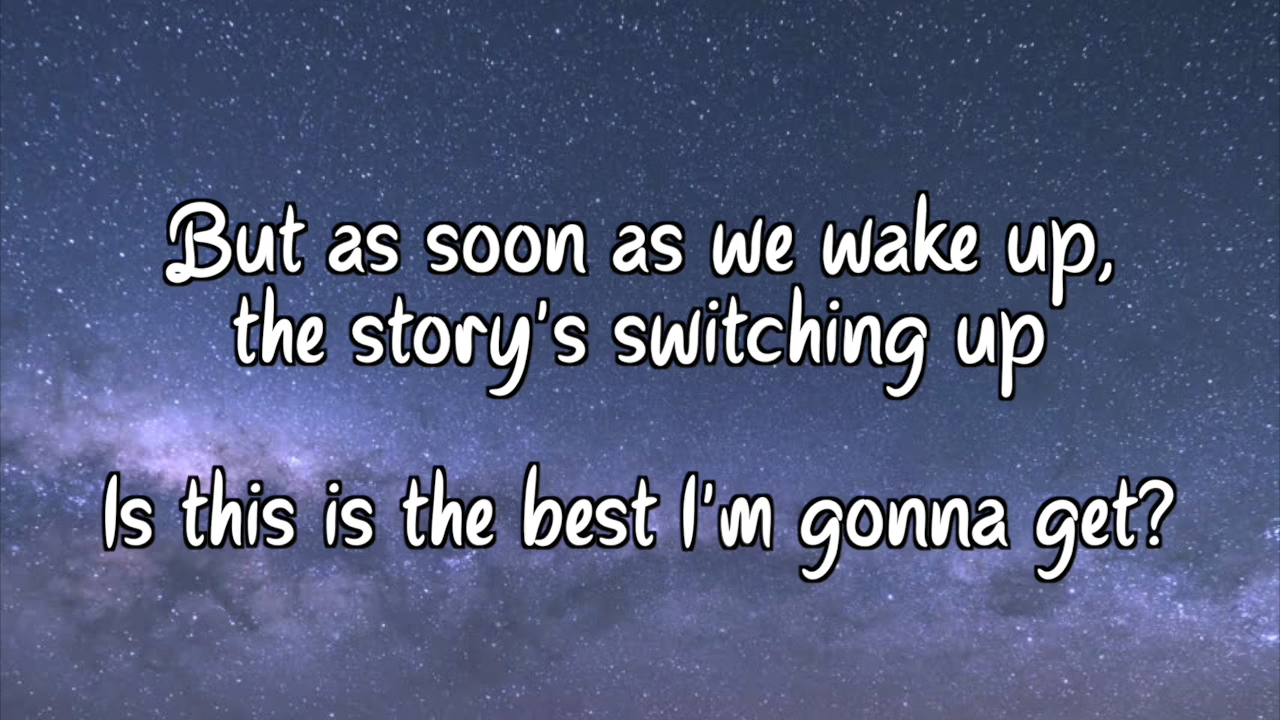 But as soon as we wake up,
the story's switching up
Is this is the best I'm gonna get?